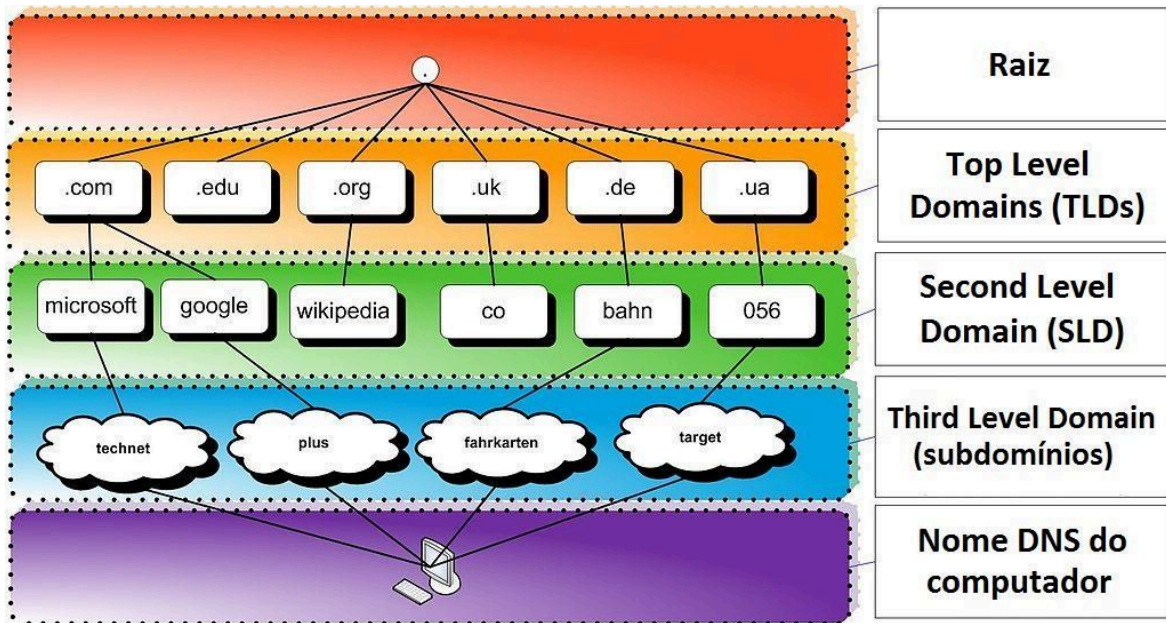 .
Raiz
.com
.edu
.org
.uk
.de
.ua
Top Level
Domains (TLDs)
microsoft
google
wikipedia
co
bahn
056
Second Level
Domain (SLD)
technet
plus
fahrkarten
target
Third Level Domain
(subdomínios)
Nome DNS do
computador